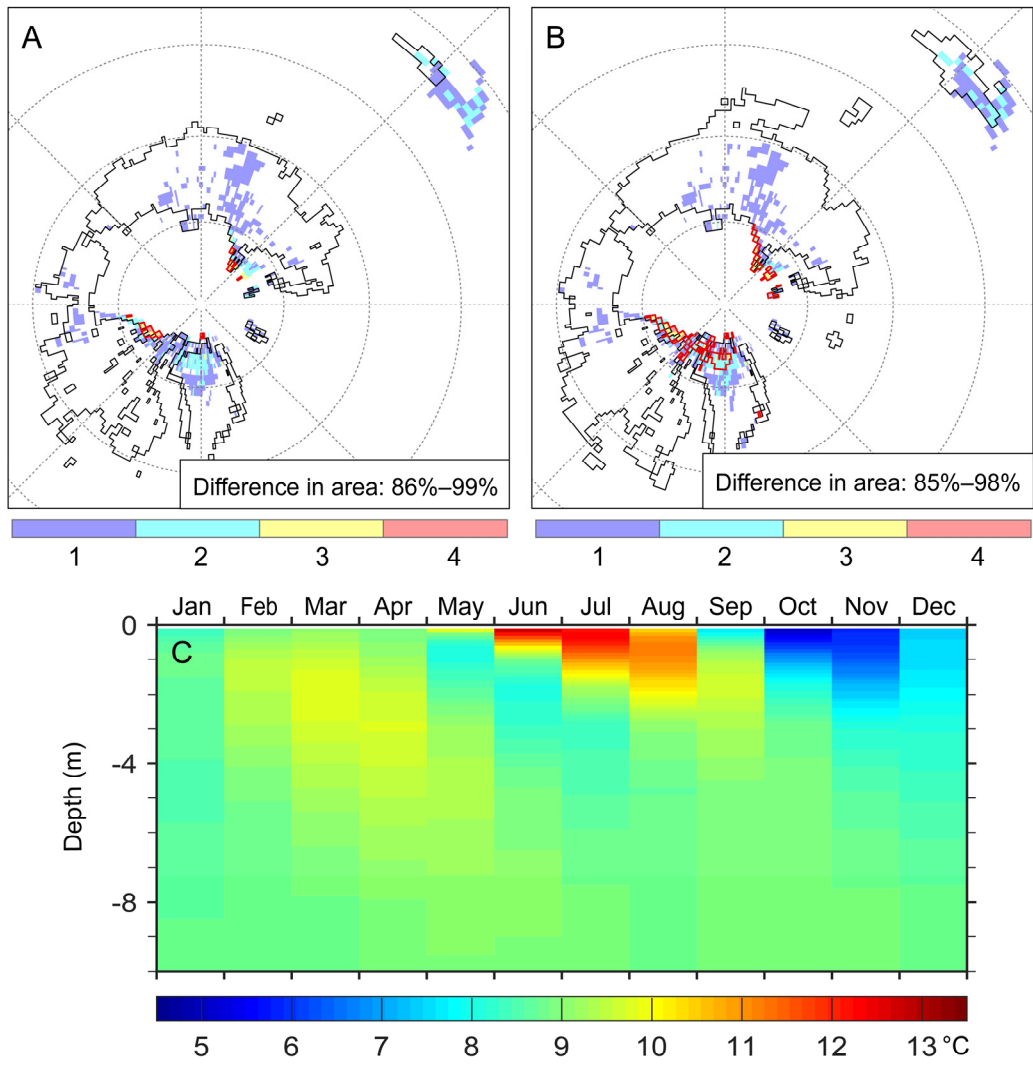 A
B
Difference in area: 86%–99%
Difference in area: 85%–98%
1 2 3 4
1 2 3 4
Jan Feb Mar Apr May Jun Jul Aug Sep Oct Nov Dec
0
C
-4
Depth (m)
-8
5 6 7 8 9 10 11 12 13 °C